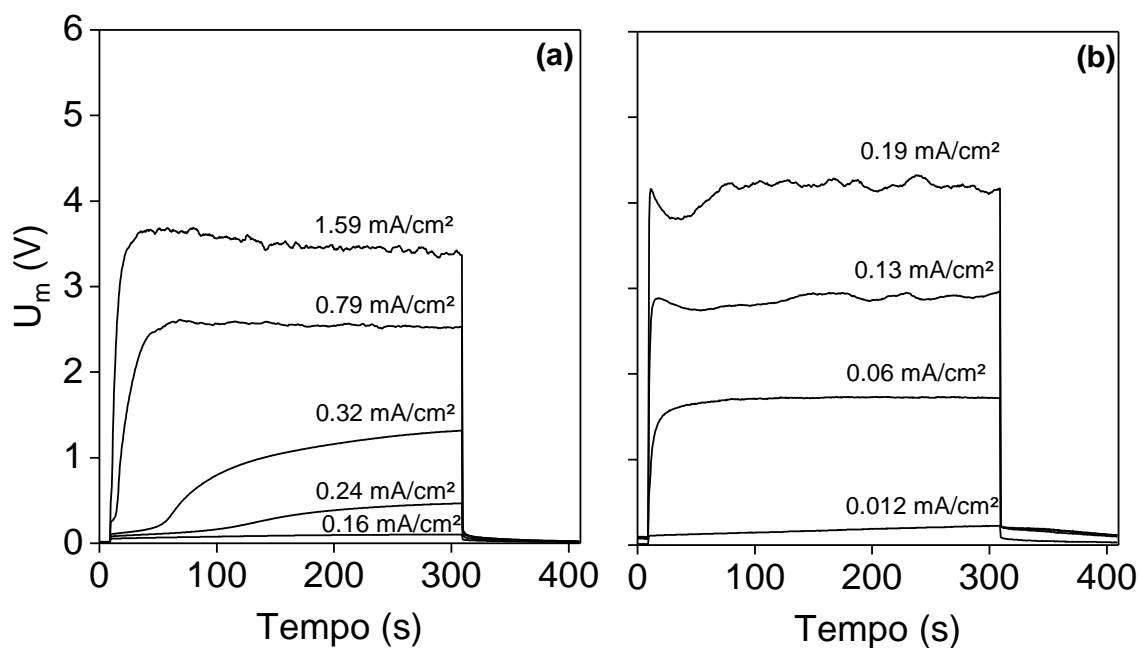 6
5
4
3
2
1
0
U_m (V)
(a)
1.59 mA/cm²
0.79 mA/cm²
0.32 mA/cm²
0.24 mA/cm²
0.16 mA/cm²
0 100 200 300 400
Tempo (s)
(b)
0.19 mA/cm²
0.13 mA/cm²
0.06 mA/cm²
0.012 mA/cm²
0 100 200 300 400
Tempo (s)